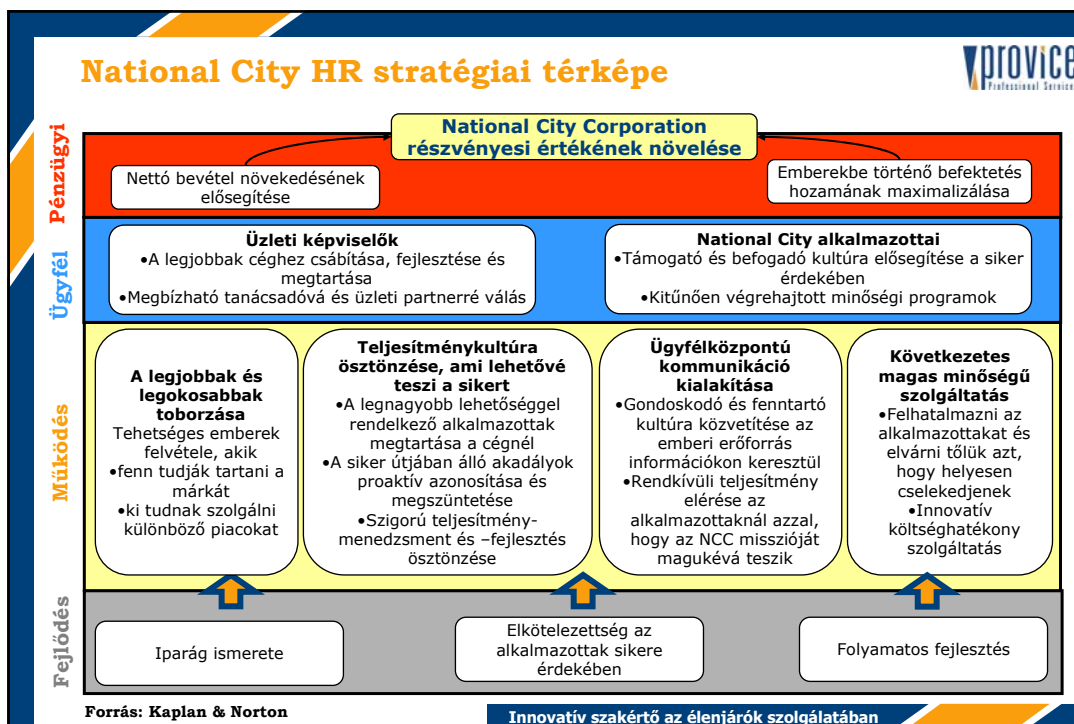 National City HR stratégiai térképe
provice
Professional Service
Pénzügyi
National City Corporation
részvényesi értékének növelése
Nettó bevétel növekedésének
elősegítése
Emberekbe történő befektetés
hozamának maximalizálása
Ügyfél
Üzleti képviselők
•A legjobbak céghez csábítása, fejlesztése és
megtartása
•Megbízható tanácsadóvá és üzleti partnerré válás
National City alkalmazottai
•Támogató és befogadó kultúra elősegítése a siker
érdekében
•Kitűnően végrehajtott minőségi programok
Működés
A legjobbak és
legokosabbak
toborzása
Tehetséges emberek
felvétele, akik
•fenn tudják tartani a
márkát
•ki tudnak szolgálni
különböző piacokat
Teljesítménykultúra
ösztönzése, ami lehetővé
teszi a sikert
•A legnagyobb lehetőséggel
rendelkező alkalmazottak
megtartása a cégnél
•A siker útjában álló akadályok
proaktív azonosítása és
megszüntetése
•Szigorú teljesítmény-
menedzsment és –fejlesztés
ösztönzése
Ügyfélközpontú
kommunikáció
kialakítása
•Gondoskodó és fenntartó
kultúra közvetítése az
emberi erőforrás
információkon keresztül
•Rendkívüli teljesítmény
elérése az
alkalmazottaknál azzal,
hogy az NCC misszióját
magukévá teszik
Következetes
magas minőségű
szolgáltatás
•Felhatalmazni az
alkalmazottakat és
elvárni tőlük azt,
hogy helyesen
cselekedjenek
•Innovatív
költséghatékony
szolgáltatás
Fejlődés
Iparág ismerete
Elkötelezettség az
alkalmazottak sikere
érdekében
Folyamatos fejlesztés
Forrás: Kaplan & Norton
Innovatív szakértő az élenjárók szolgálatában